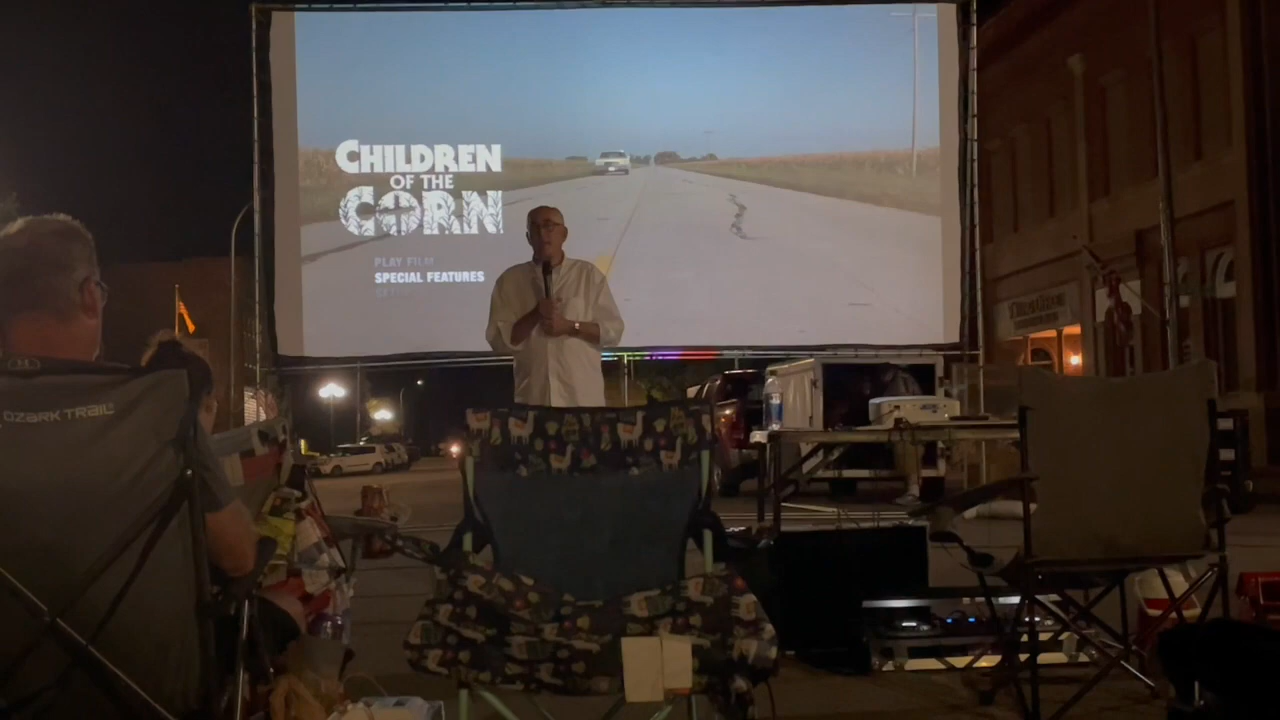 CHILDREN
OF THE
CORN
PLAY FILM
SPECIAL FEATURES
OZARK TRAIL